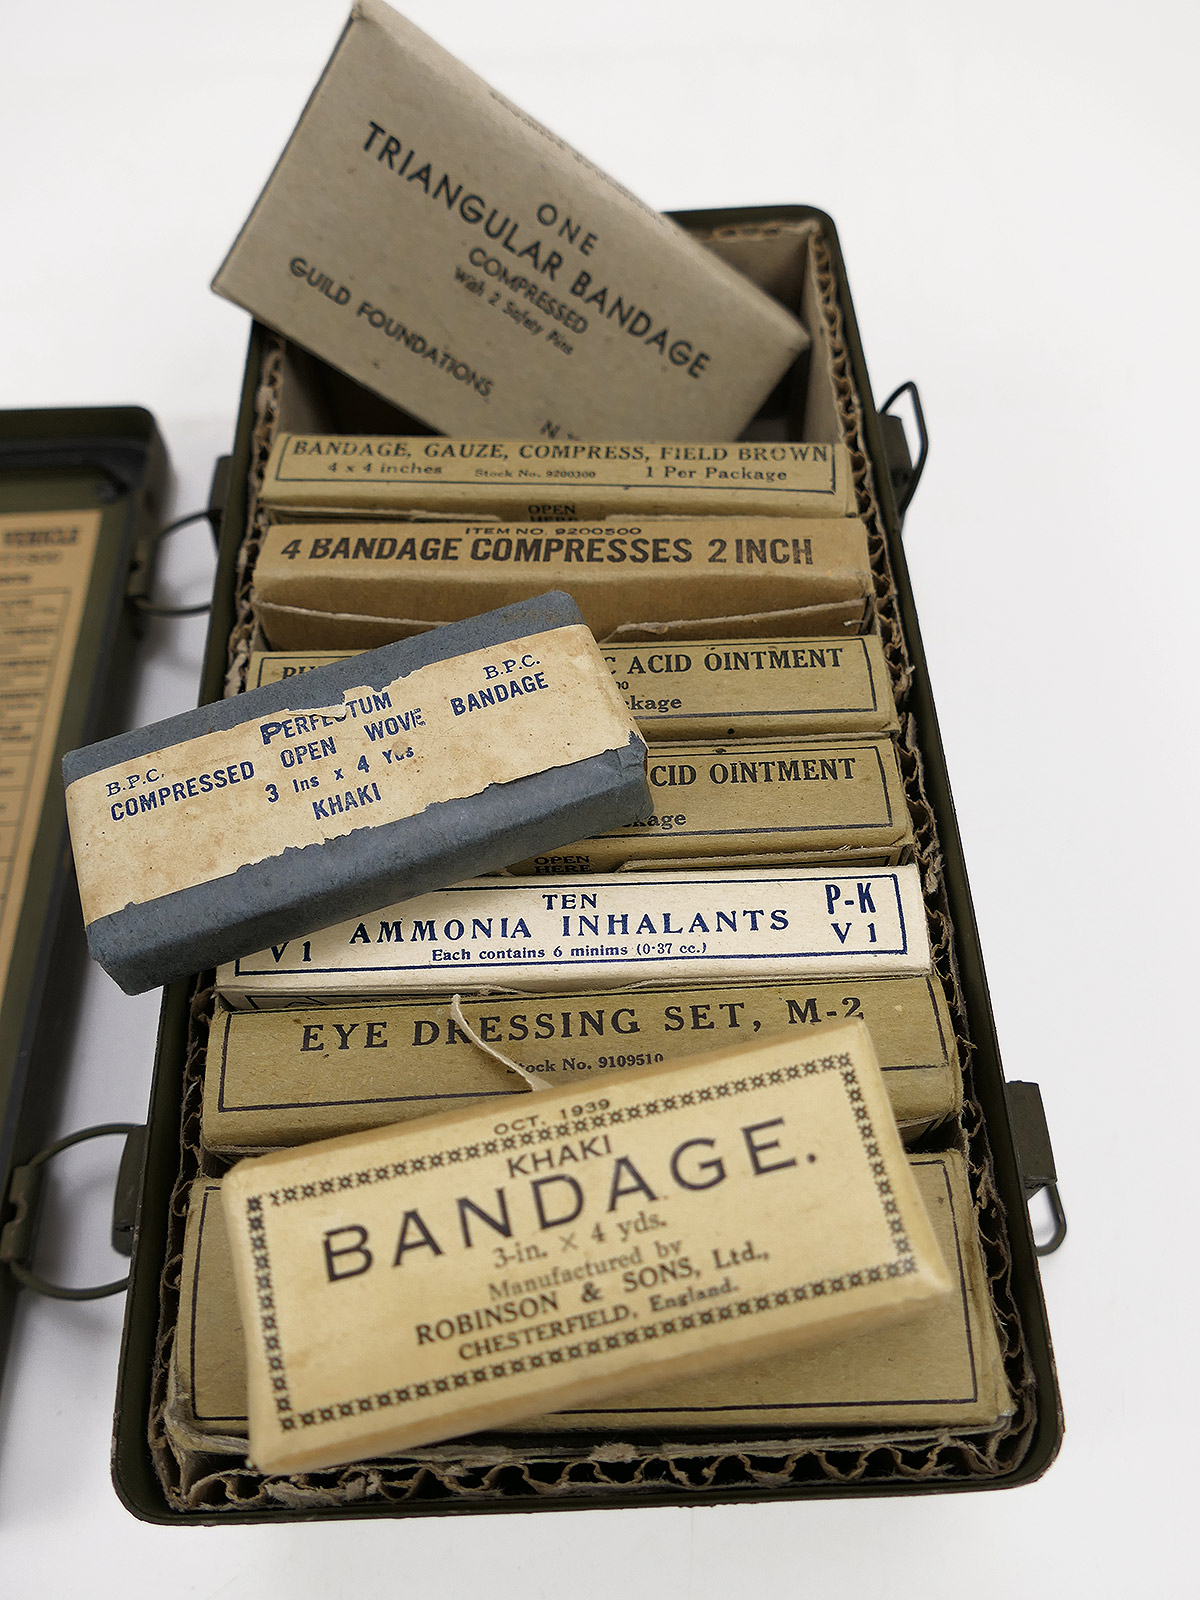 ONE
TRIANGULAR BANDAGE
COMPRESSED
With 2 Safety Pins
GUILD FOUNDATIONS
BANDAGE, GAUZE, COMPRESS, FIELD BROWN
4 x 4 inches Stock No. 9200300 1 Per Package
OPEN
HERE
ITEM NO. 9200500
4 BANDAGE COMPRESSES 2 INCH
ACID OINTMENT
B.P.C. PERFECTUM B.P.C.
COMPRESSED OPEN WOVE BANDAGE
3 Ins x 4 Yds
KHAKI
CID OINTMENT
OPEN
HERE
TEN P-K
AMMONIA INHALANTS
V 1 Each contains 6 minims (0·37 cc.) V 1
EYE DRESSING SET, M-2
Stock No. 9109510
OCT. 1939
KHAKI
BANDAGE.
3-in. × 4 yds.
Manufactured by
ROBINSON & SONS, Ltd.,
CHESTERFIELD, England.
VEHICLE